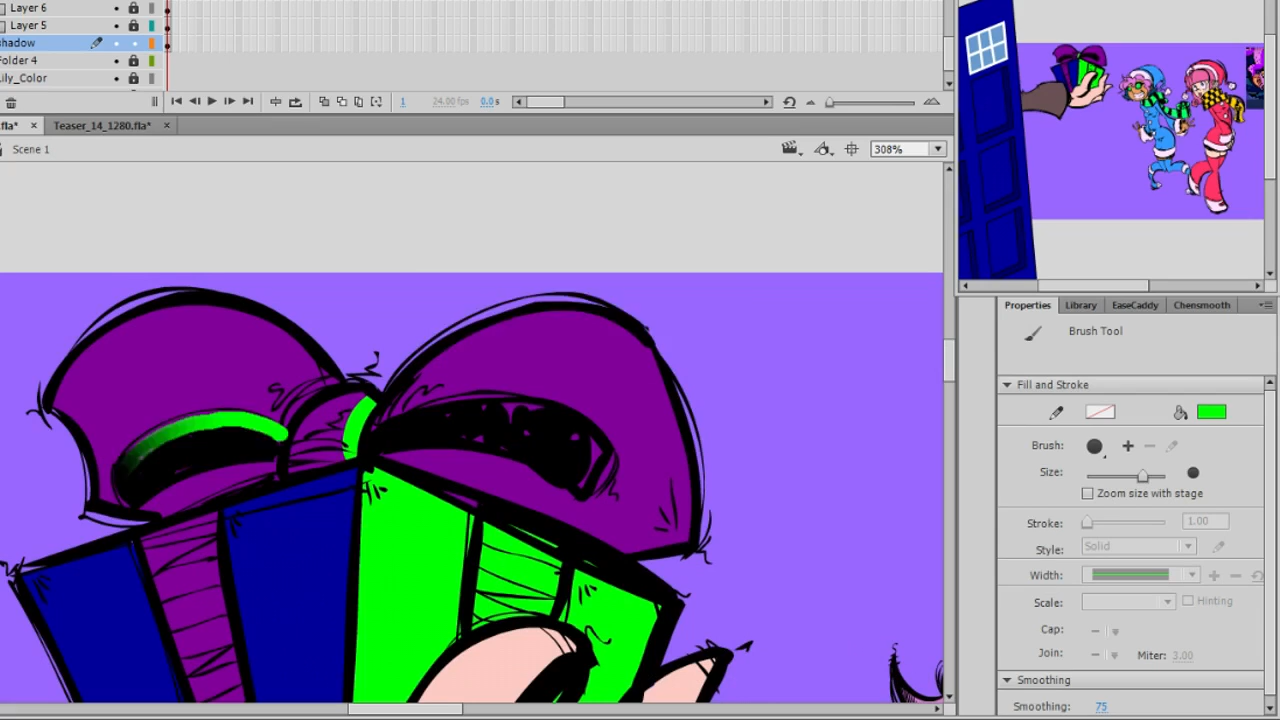 Layer 6
Layer 5
shadow
Folder 4
Lily_Color
1 24.00 fps 0.0 s
.fla* × Teaser_14_1280.fla* ×
Scene 1
308%
Properties Library EaseCaddy Chensmooth
Brush Tool
Fill and Stroke
Brush:
Size:
Zoom size with stage
Stroke: 1.00
Style: Solid
Width:
Scale: Hinting
Cap:
Join: Miter: 3.00
Smoothing
Smoothing: 75